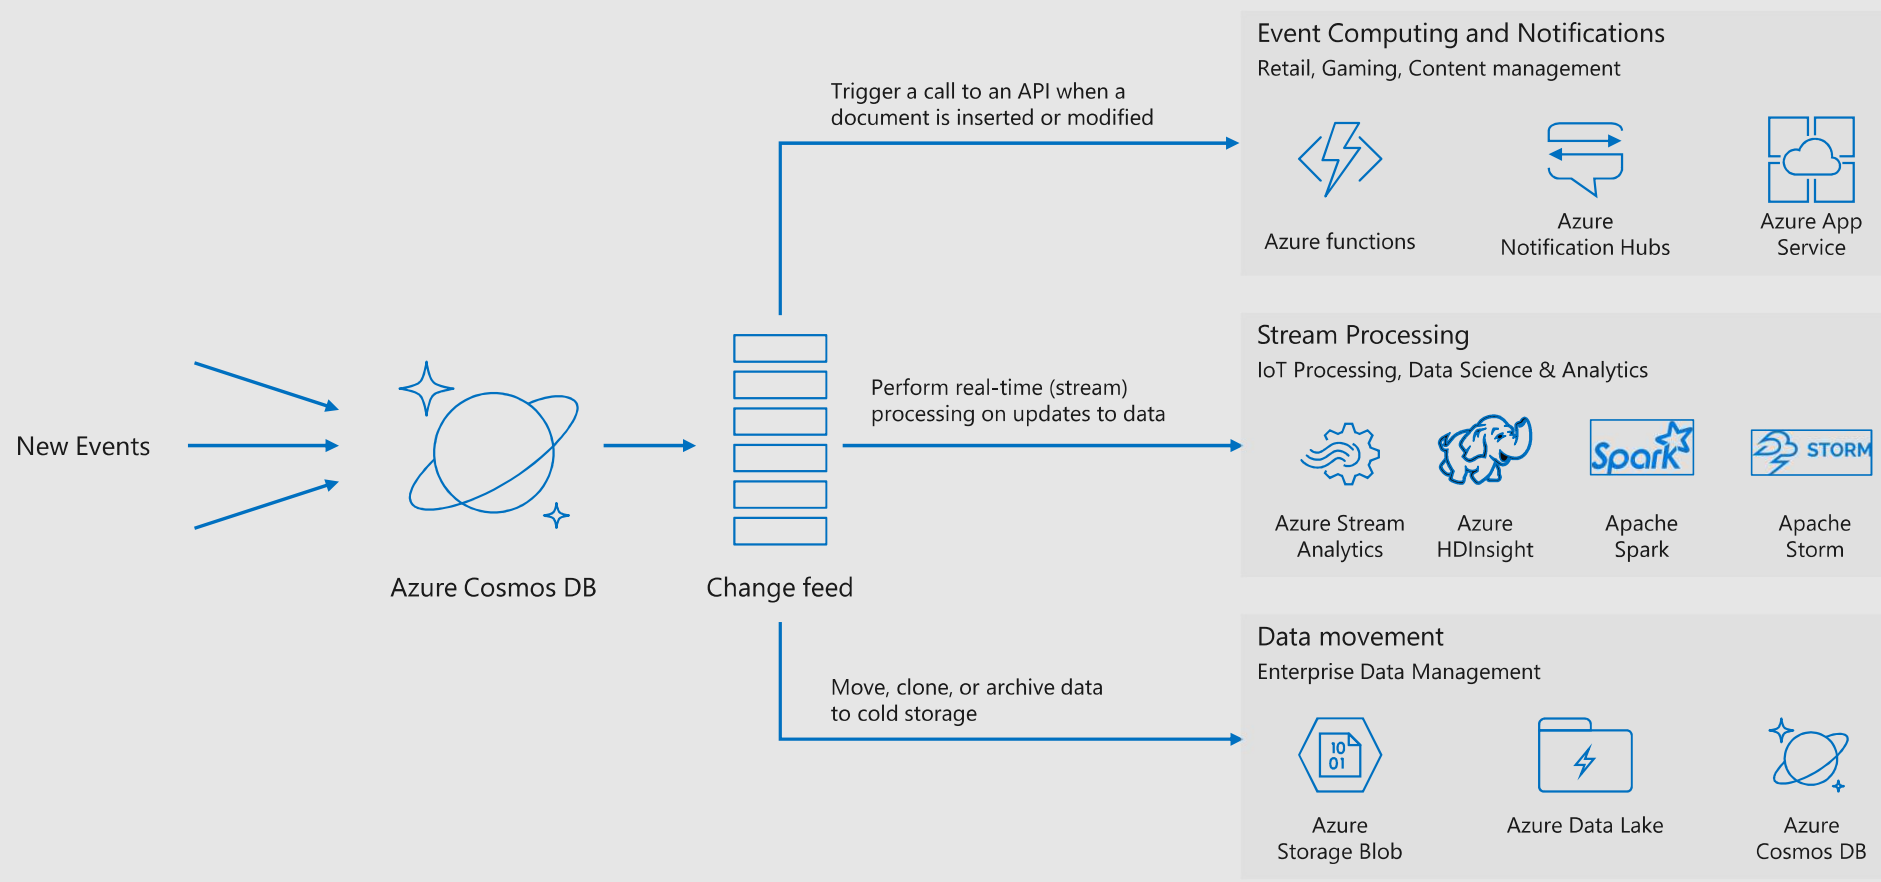 Event Computing and Notifications
Retail, Gaming, Content management
Trigger a call to an API when a
document is inserted or modified
Azure functions
Azure
Notification Hubs
Azure App
Service
Stream Processing
IoT Processing, Data Science & Analytics
Perform real-time (stream)
processing on updates to data
New Events
Spark
STORM
Azure Stream
Analytics
Azure
HDInsight
Apache
Spark
Apache
Storm
Azure Cosmos DB
Change feed
Data movement
Enterprise Data Management
Move, clone, or archive data
to cold storage
10
01
Azure
Storage Blob
Azure Data Lake
Azure
Cosmos DB